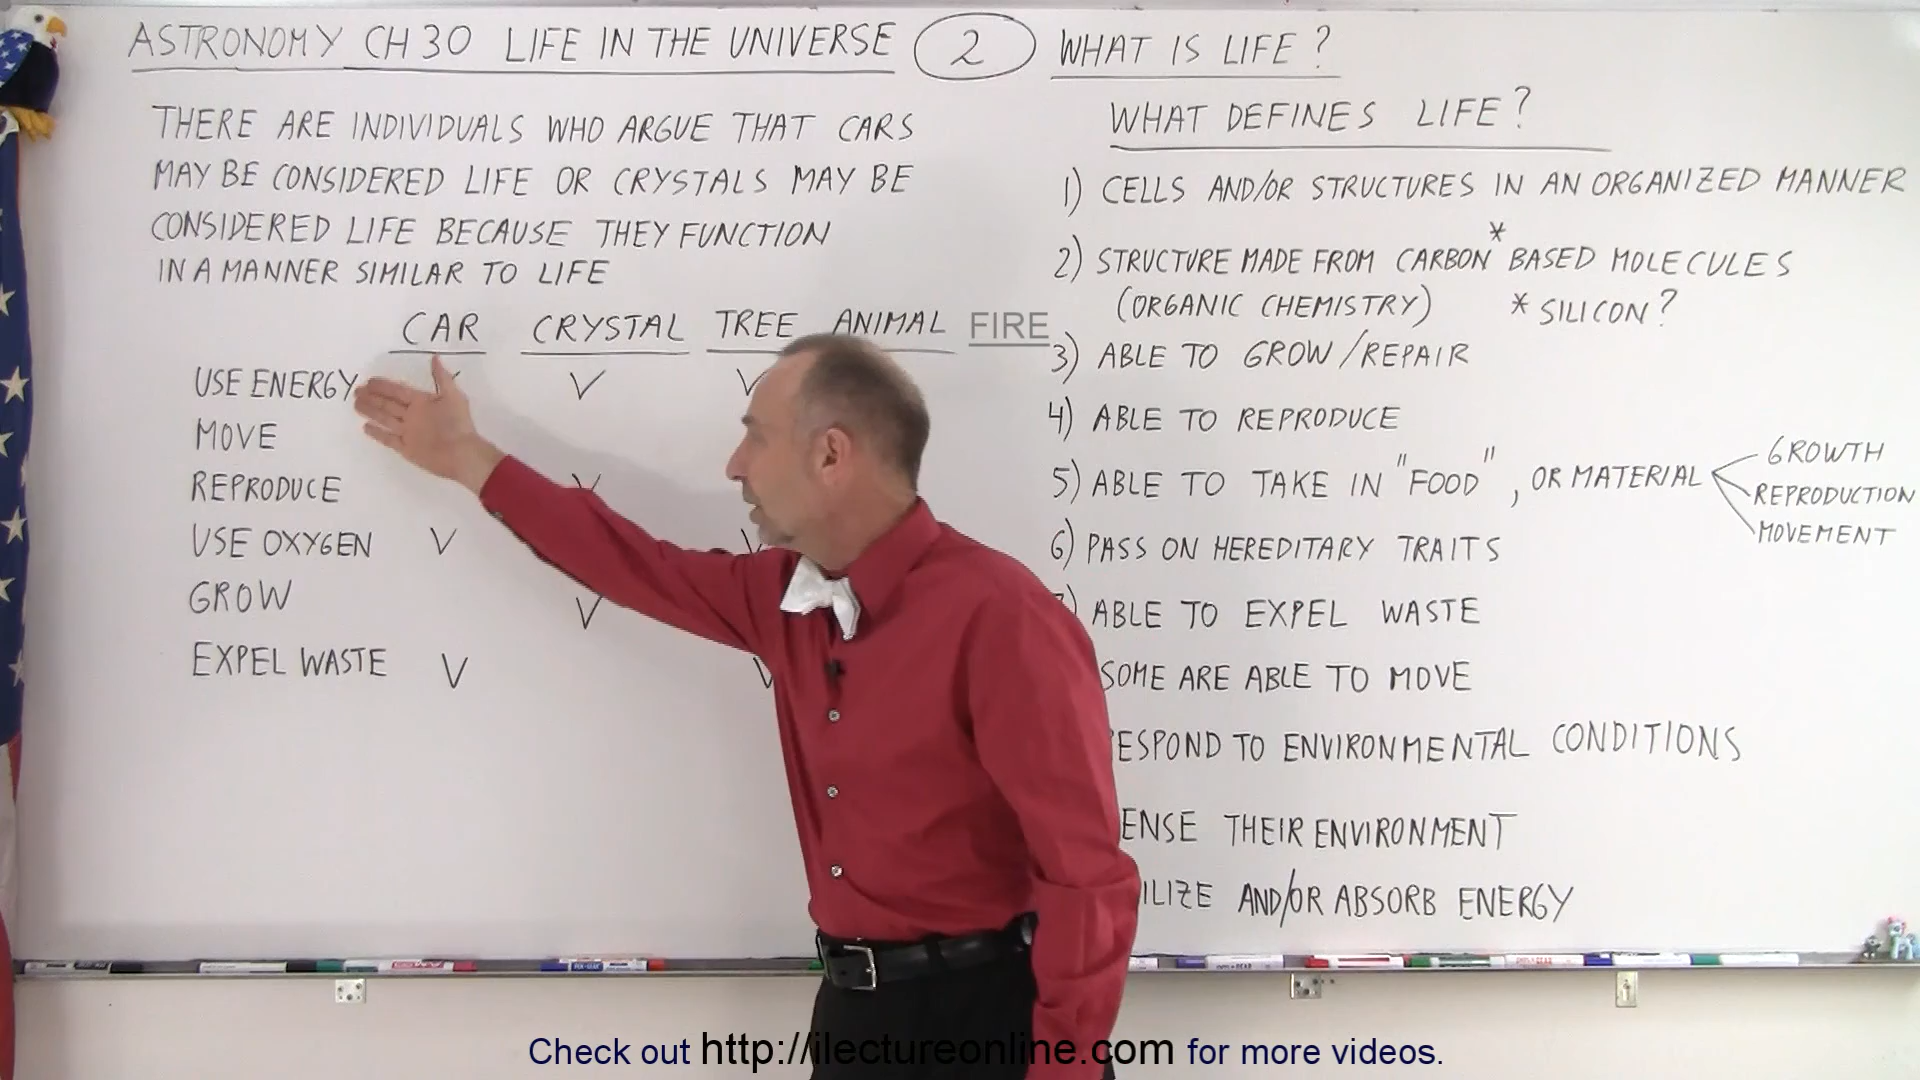 ASTRONOMY CH 30 LIFE IN THE UNIVERSE 2 WHAT IS LIFE?
THERE ARE INDIVIDUALS WHO ARGUE THAT CARS
MAY BE CONSIDERED LIFE OR CRYSTALS MAY BE
CONSIDERED LIFE BECAUSE THEY FUNCTION
IN A MANNER SIMILAR TO LIFE
CAR CRYSTAL TREE ANIMAL FIRE
USE ENERGY V V V
MOVE
REPRODUCE V
USE OXYGEN V V
GROW V
EXPEL WASTE V V
WHAT DEFINES LIFE?
1) CELLS AND/OR STRUCTURES IN AN ORGANIZED MANNER
2) STRUCTURE MADE FROM CARBON* BASED MOLECULES
(ORGANIC CHEMISTRY) * SILICON?
3) ABLE TO GROW/REPAIR
4) ABLE TO REPRODUCE
5) ABLE TO TAKE IN "FOOD", OR MATERIAL
GROWTH
REPRODUCTION
MOVEMENT
6) PASS ON HEREDITARY TRAITS
ABLE TO EXPEL WASTE
SOME ARE ABLE TO MOVE
RESPOND TO ENVIRONMENTAL CONDITIONS
ENSE THEIR ENVIRONMENT
ILIZE AND/OR ABSORB ENERGY
Check out http://ilectureonline.com for more videos.